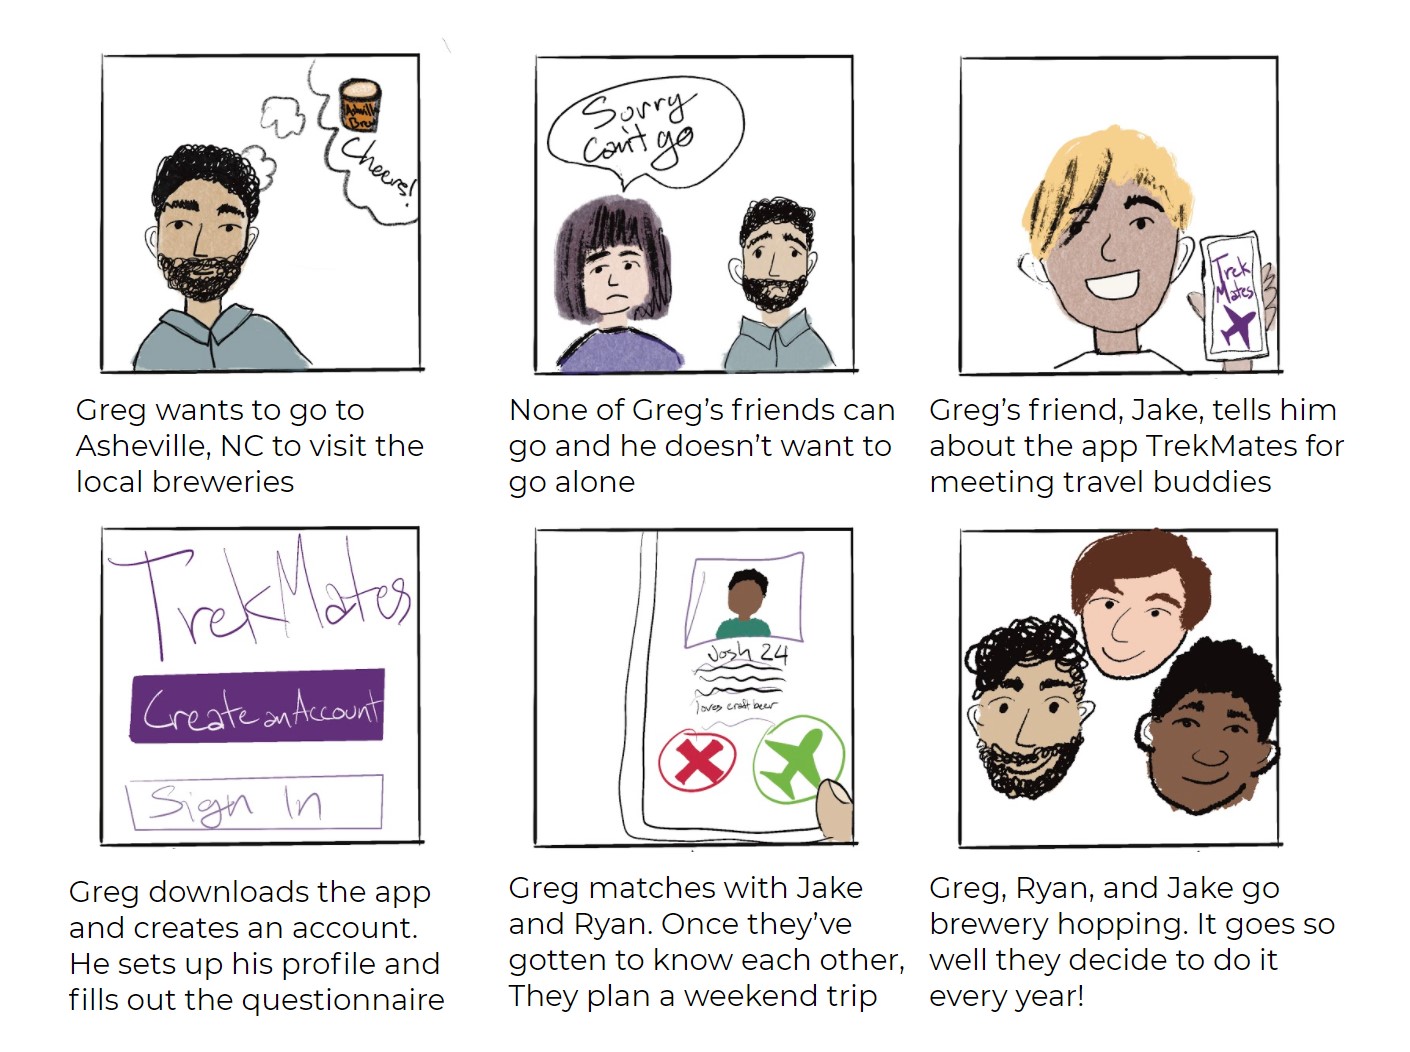 Asheville
Brew
Cheers!
Sorry
can't go
Trek
Mates
Greg wants to go to
Asheville, NC to visit the
local breweries
None of Greg’s friends can
go and he doesn’t want to
go alone
Greg’s friend, Jake, tells him
about the app TrekMates for
meeting travel buddies
TrekMates
Create an Account
Sign In
Josh 24
loves craft beer
Greg downloads the app
and creates an account.
He sets up his profile and
fills out the questionnaire
Greg matches with Jake
and Ryan. Once they’ve
gotten to know each other,
They plan a weekend trip
Greg, Ryan, and Jake go
brewery hopping. It goes so
well they decide to do it
every year!